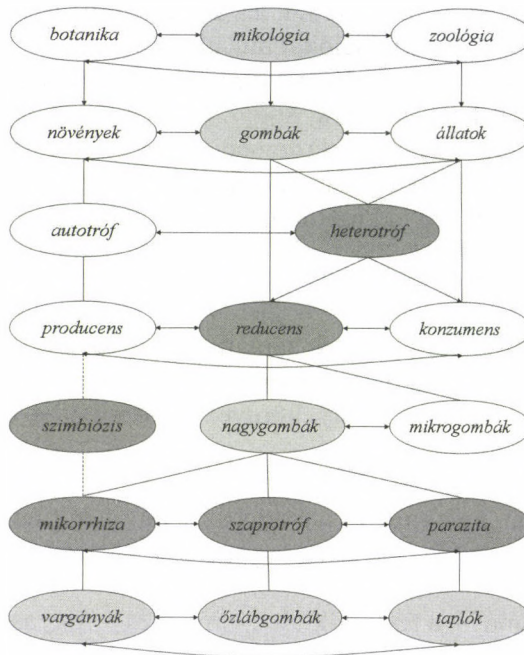 botanika mikológia zoológia
növények gombák állatok
autotróf heterotróf
producens reducens konzumens
szimbiózis nagygombák mikrogombák
mikorrhiza szaprotróf parazita
vargányák őzlábgombák taplók